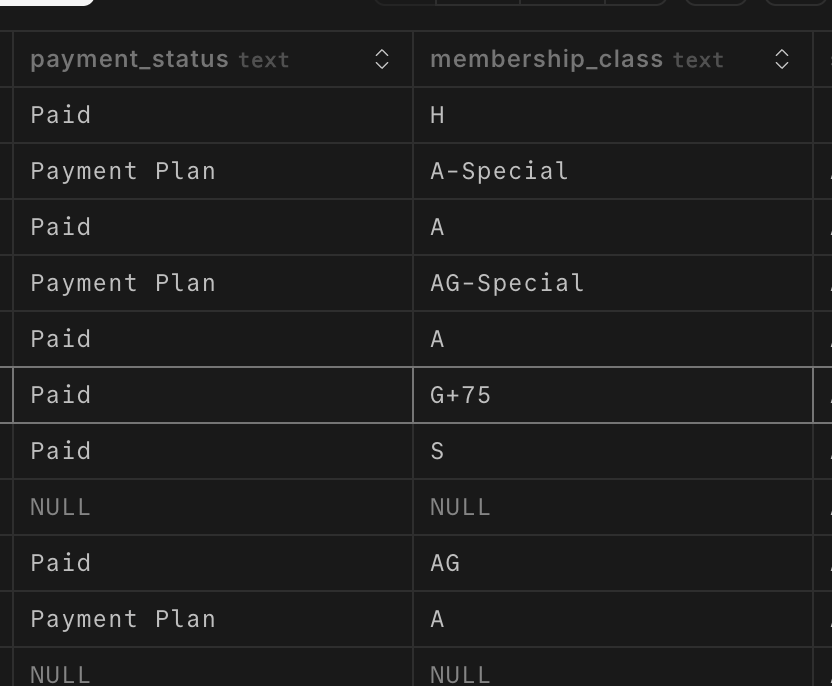 payment_status text membership_class text
Paid H
Payment Plan A-Special
Paid A
Payment Plan AG-Special
Paid A
Paid G+75
Paid S
NULL NULL
Paid AG
Payment Plan A
NULL NULL